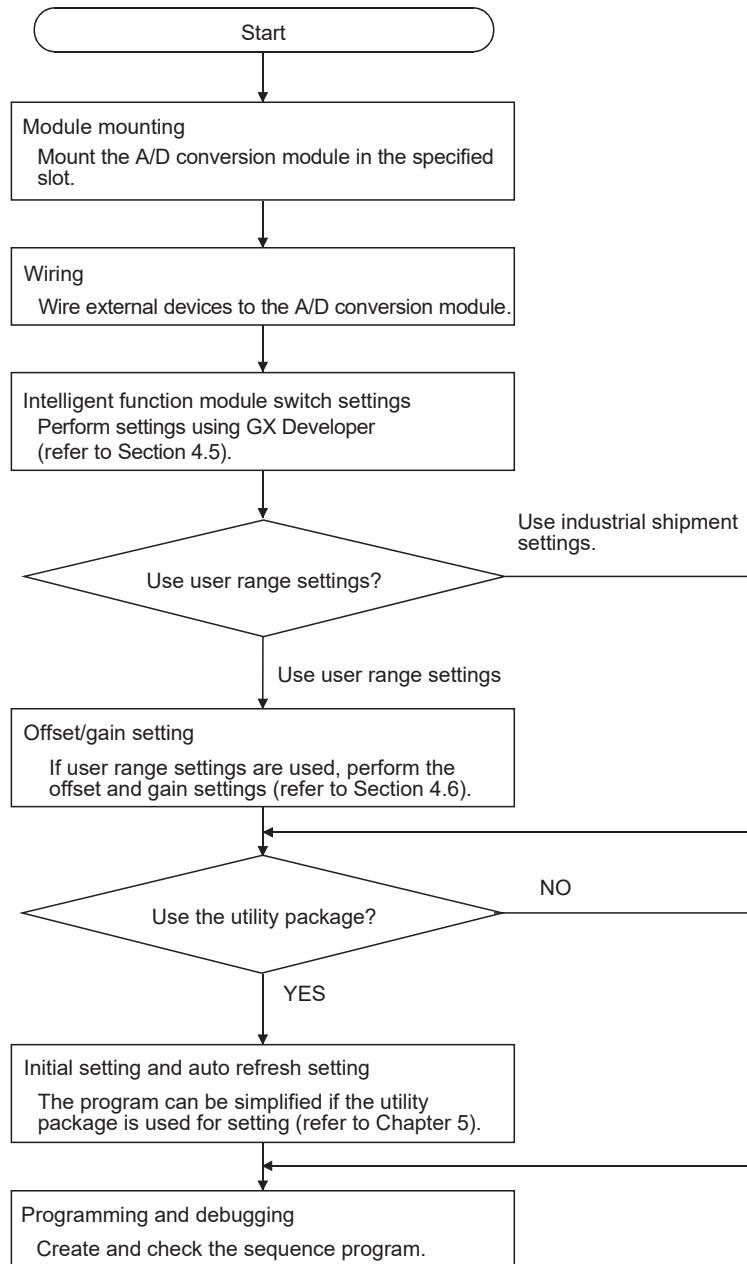 Start
Module mounting
Mount the A/D conversion module in the specified
slot.
Wiring
Wire external devices to the A/D conversion module.
Intelligent function module switch settings
Perform settings using GX Developer
(refer to Section 4.5).
Use industrial shipment
settings.
Use user range settings?
Use user range settings
Offset/gain setting
If user range settings are used, perform the
offset and gain settings (refer to Section 4.6).
NO
Use the utility package?
YES
Initial setting and auto refresh setting
The program can be simplified if the utility
package is used for setting (refer to Chapter 5).
Programming and debugging
Create and check the sequence program.